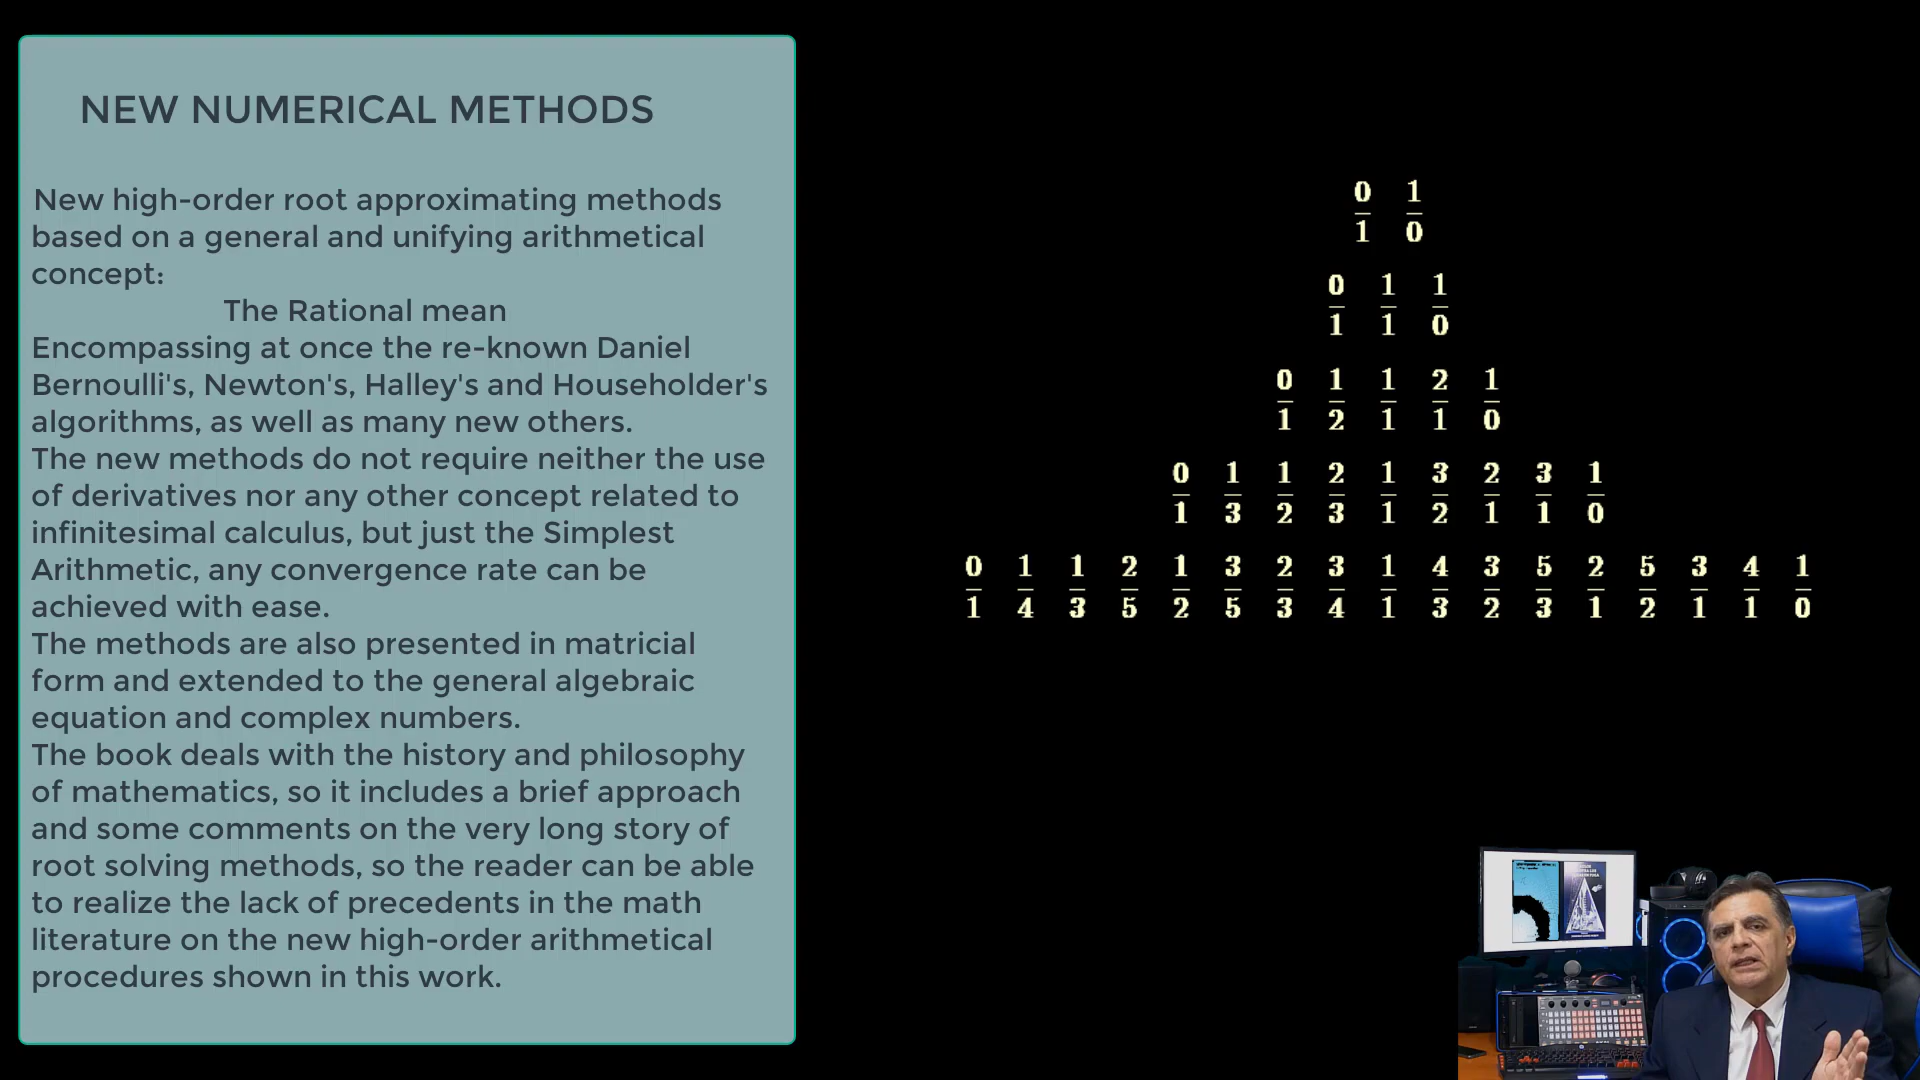 NEW NUMERICAL METHODS
New high-order root approximating methods
based on a general and unifying arithmetical
concept:
The Rational mean
Encompassing at once the re-known Daniel
Bernoulli's, Newton's, Halley's and Householder's
algorithms, as well as many new others.
The new methods do not require neither the use
of derivatives nor any other concept related to
infinitesimal calculus, but just the Simplest
Arithmetic, any convergence rate can be
achieved with ease.
The methods are also presented in matricial
form and extended to the general algebraic
equation and complex numbers.
The book deals with the history and philosophy
of mathematics, so it includes a brief approach
and some comments on the very long story of
root solving methods, so the reader can be able
to realize the lack of precedents in the math
literature on the new high-order arithmetical
procedures shown in this work.
0/1 1/0
0/1 1/1 1/0
0/1 1/2 1/1 2/1 1/0
0/1 1/3 1/2 2/3 1/1 3/2 2/1 3/1 1/0
0/1 1/4 1/3 2/5 1/2 3/5 2/3 3/4 1/1 4/3 3/2 5/3 2/1 5/2 3/1 4/1 1/0